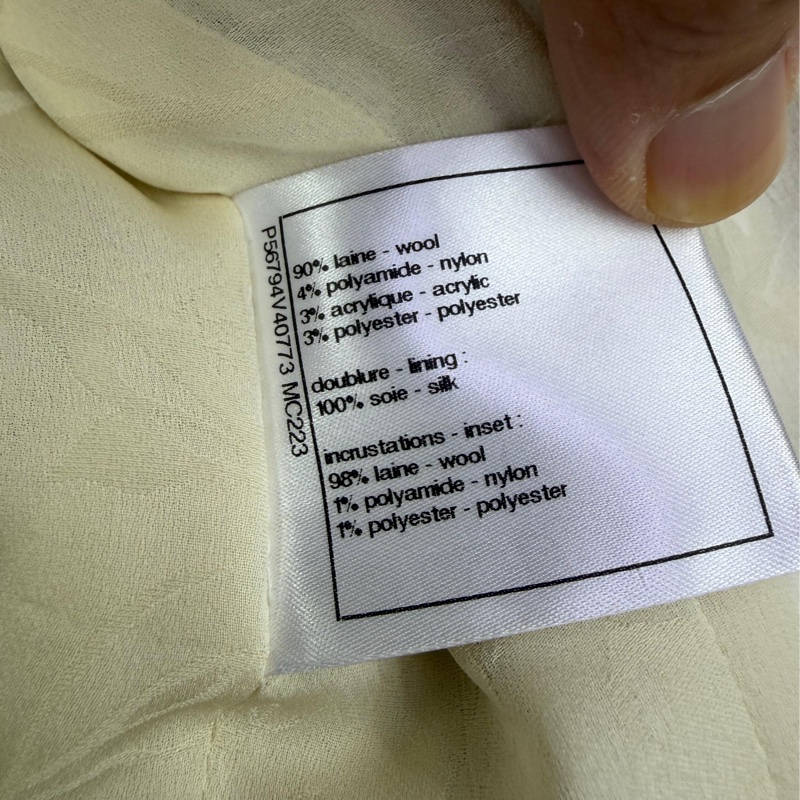 P56794V40773 MC223
90% laine - wool
4% polyamide - nylon
3% acrylique - acrylic
3% polyester - polyester
doublure - lining :
100% soie - silk
incrustations - inset :
98% laine - wool
1% polyamide - nylon
1% polyester - polyester